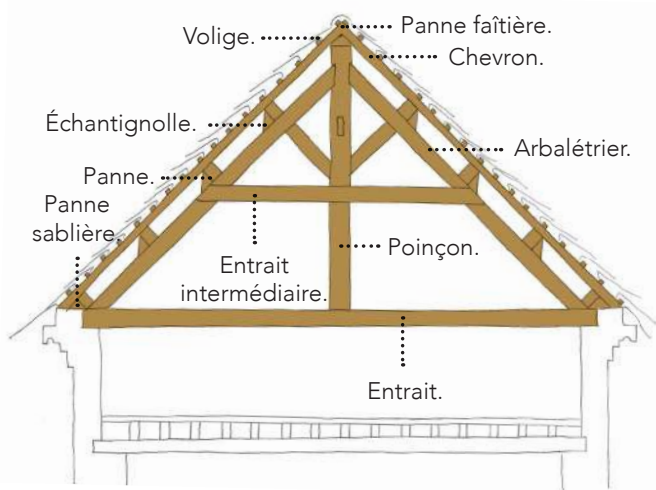 Volige.
Panne faîtière.
Chevron.
Échantignolle.
Arbalétrier.
Panne.
Panne
sablière.
Entrait
intermédiaire.
Poinçon.
Entrait.